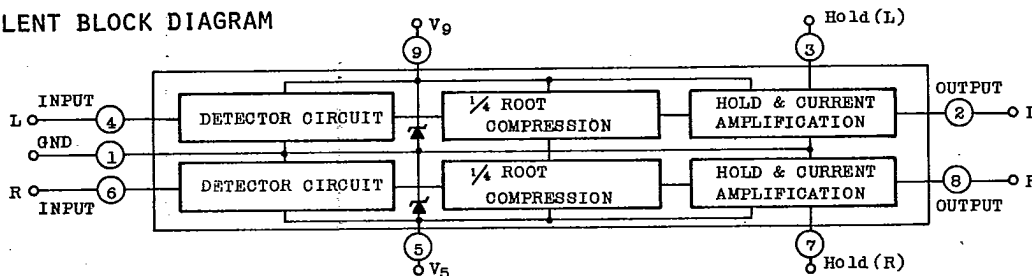 LENT BLOCK DIAGRAM
V9
9
Hold(L)
3
INPUT
L
4
DETECTOR CIRCUIT
1/4 ROOT
COMPRESSION
HOLD & CURRENT
AMPLIFICATION
OUTPUT
2
GND
1
R
6
INPUT
DETECTOR CIRCUIT
1/4 ROOT
COMPRESSION
HOLD & CURRENT
AMPLIFICATION
8
OUTPUT
5
V5
7
Hold(R)